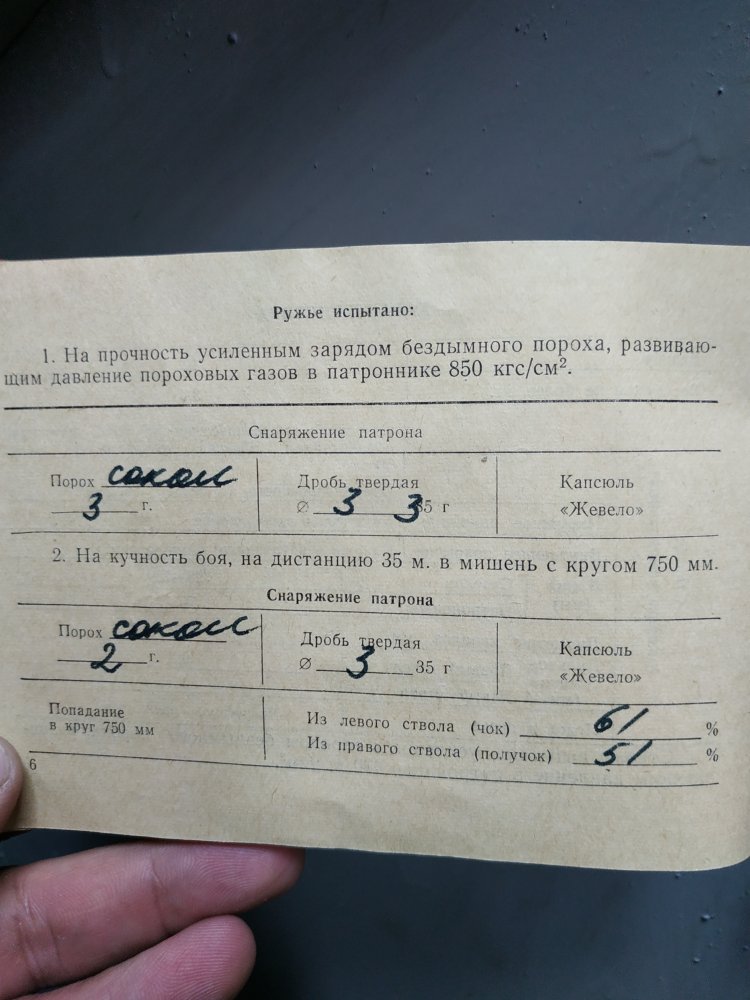 Ружье испытано:
1. На прочность усиленным зарядом бездымного пороха, развиваю-
щим давление пороховых газов в патроннике 850 кгс/см².
Снаряжение патрона
Порох сокол
3 г.
Дробь твердая
∅ 3 35 г
Капсюль
«Жевело»
2. На кучность боя, на дистанцию 35 м. в мишень с кругом 750 мм.
Снаряжение патрона
Порох сокол
2 г.
Дробь твердая
∅ 3 35 г
Капсюль
«Жевело»
Попадание
в круг 750 мм
Из левого ствола (чок) 61 %
Из правого ствола (получок) 51 %
6